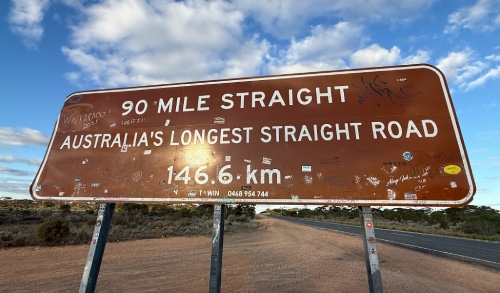 90 MILE STRAIGHT
AUSTRALIA'S LONGEST STRAIGHT ROAD
146.6 km